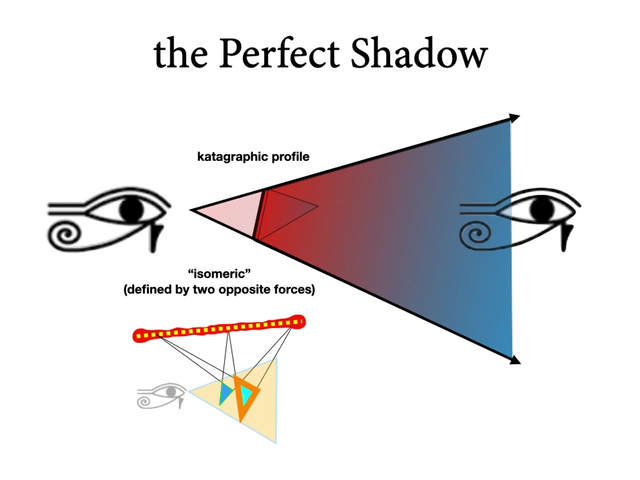 the Perfect Shadow
katagraphic profile
“isomeric”
(defined by two opposite forces)